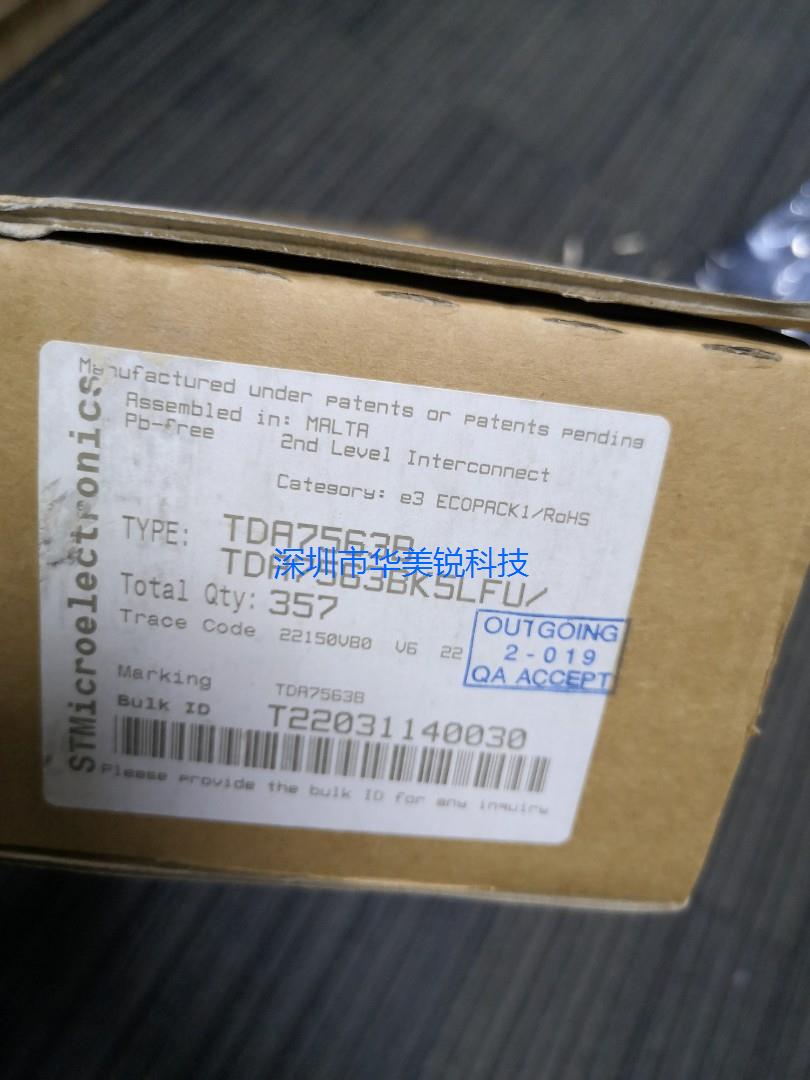 STMicroelectronics
Manufactured under patents or patents pending
Assembled in: MALTA
Pb-free 2nd Level Interconnect
Category: e3 ECOPACK1/RoHS
TYPE: TDA7563B
TDA7563BKSLFU/
深圳市华美锐科技
Total Qty: 357
Trace Code 22150VB0 V6 22
OUTGOING
2-019
QA ACCEPT
Marking TDA7563B
Bulk ID T22031140030
Please provide the bulk ID for any inquiry